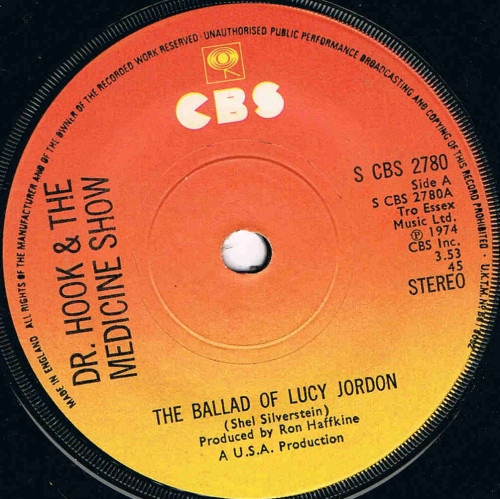 ALL RIGHTS OF THE MANUFACTURER AND OF THE OWNER OF THE RECORDED WORK RESERVED · UNAUTHORISED PUBLIC PERFORMANCE BROADCASTING AND COPYING OF THIS RECORD PROHIBITED · U.K.T.M.
MADE IN ENGLAND
CBS
DR. HOOK & THE
MEDICINE SHOW
S CBS 2780
Side A
S CBS 2780A
Tro Essex
Music Ltd.
℗ 1974
CBS Inc.
3.53
45
STEREO
THE BALLAD OF LUCY JORDON
(Shel Silverstein)
Produced by Ron Haffkine
A U.S.A. Production